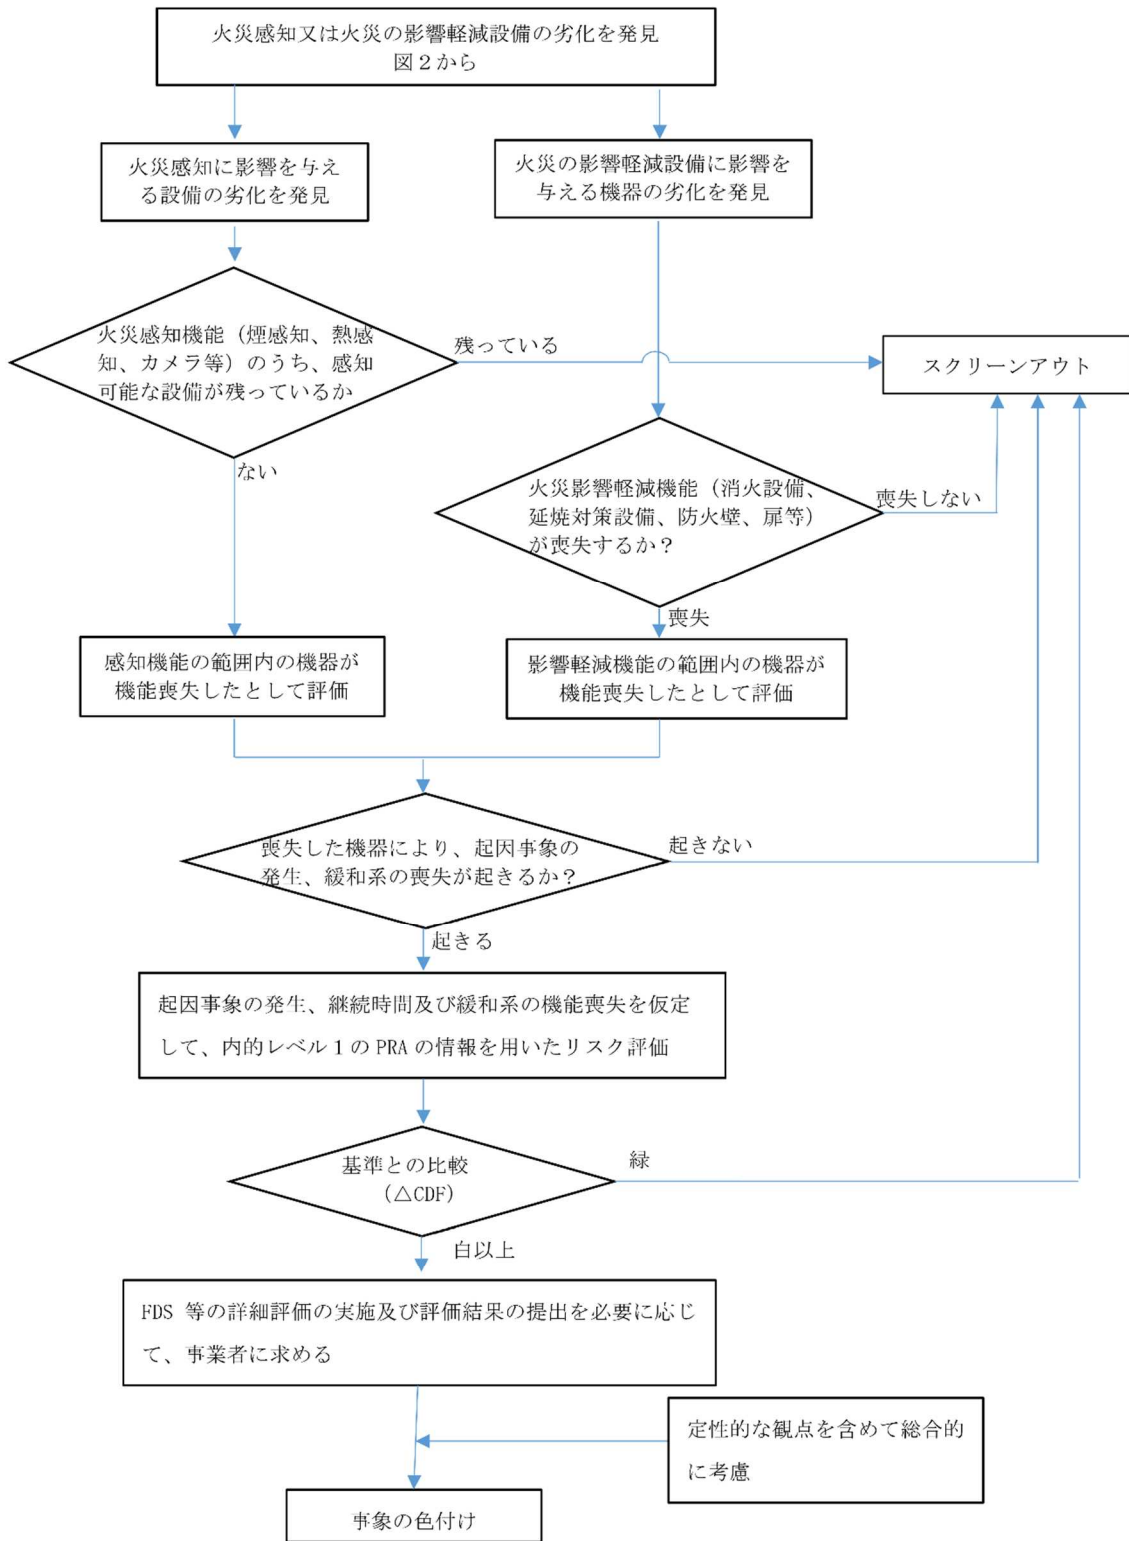 火災感知又は火災の影響軽減設備の劣化を発見
図２から
火災感知に影響を与え
る設備の劣化を発見
火災の影響軽減設備に影響を
与える機器の劣化を発見
火災感知機能（煙感知、熱感
知、カメラ等）のうち、感知
可能な設備が残っているか
残っている
スクリーンアウト
ない
火災影響軽減機能（消火設備、
延焼対策設備、防火壁、扉等）
が喪失するか？
喪失しない
喪失
感知機能の範囲内の機器が
機能喪失したとして評価
影響軽減機能の範囲内の機器が
機能喪失したとして評価
喪失した機器により、起因事象の
発生、緩和系の喪失が起きるか？
起きない
起きる
起因事象の発生、継続時間及び緩和系の機能喪失を仮定
して、内的レベル１の PRA の情報を用いたリスク評価
基準との比較
（△CDF）
緑
白以上
FDS 等の詳細評価の実施及び評価結果の提出を必要に応じ
て、事業者に求める
定性的な観点を含めて総合的
に考慮
事象の色付け